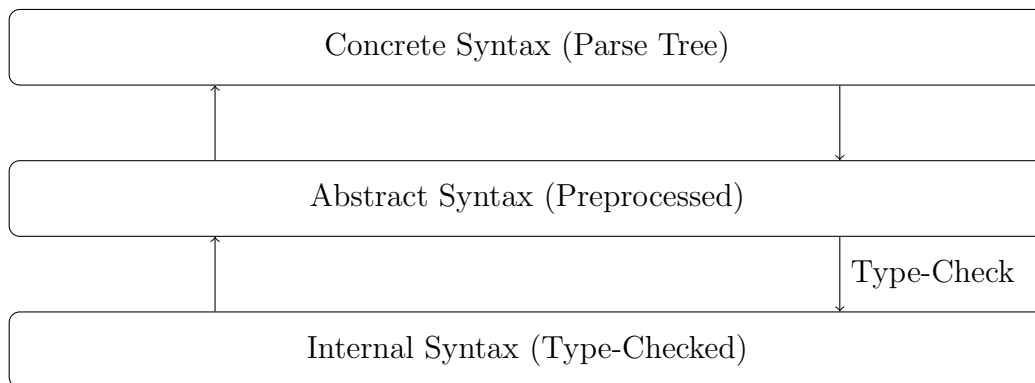 Concrete Syntax (Parse Tree)
Abstract Syntax (Preprocessed)
Type-Check
Internal Syntax (Type-Checked)